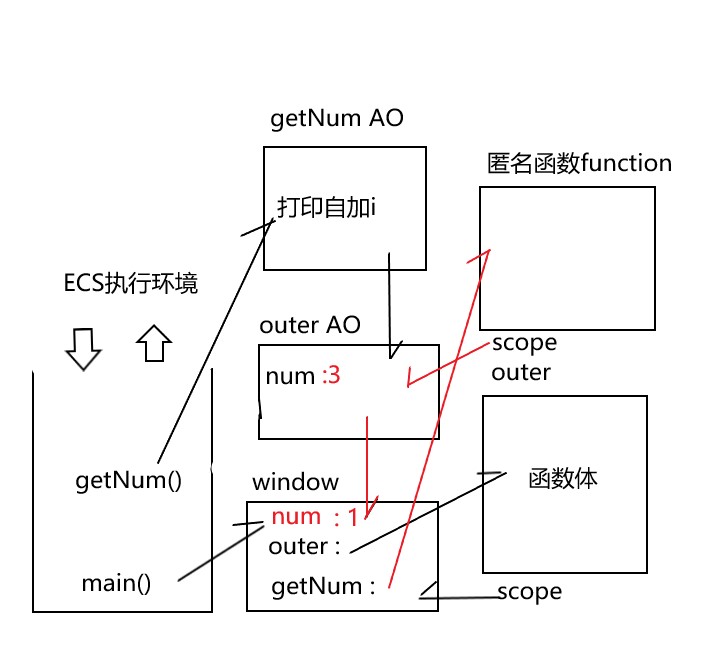 getNum AO
匿名函数function
打印自加i
ECS执行环境
outer AO
scope
num :3
outer
getNum()
函数体
window
num : 1
outer :
main()
getNum :
scope